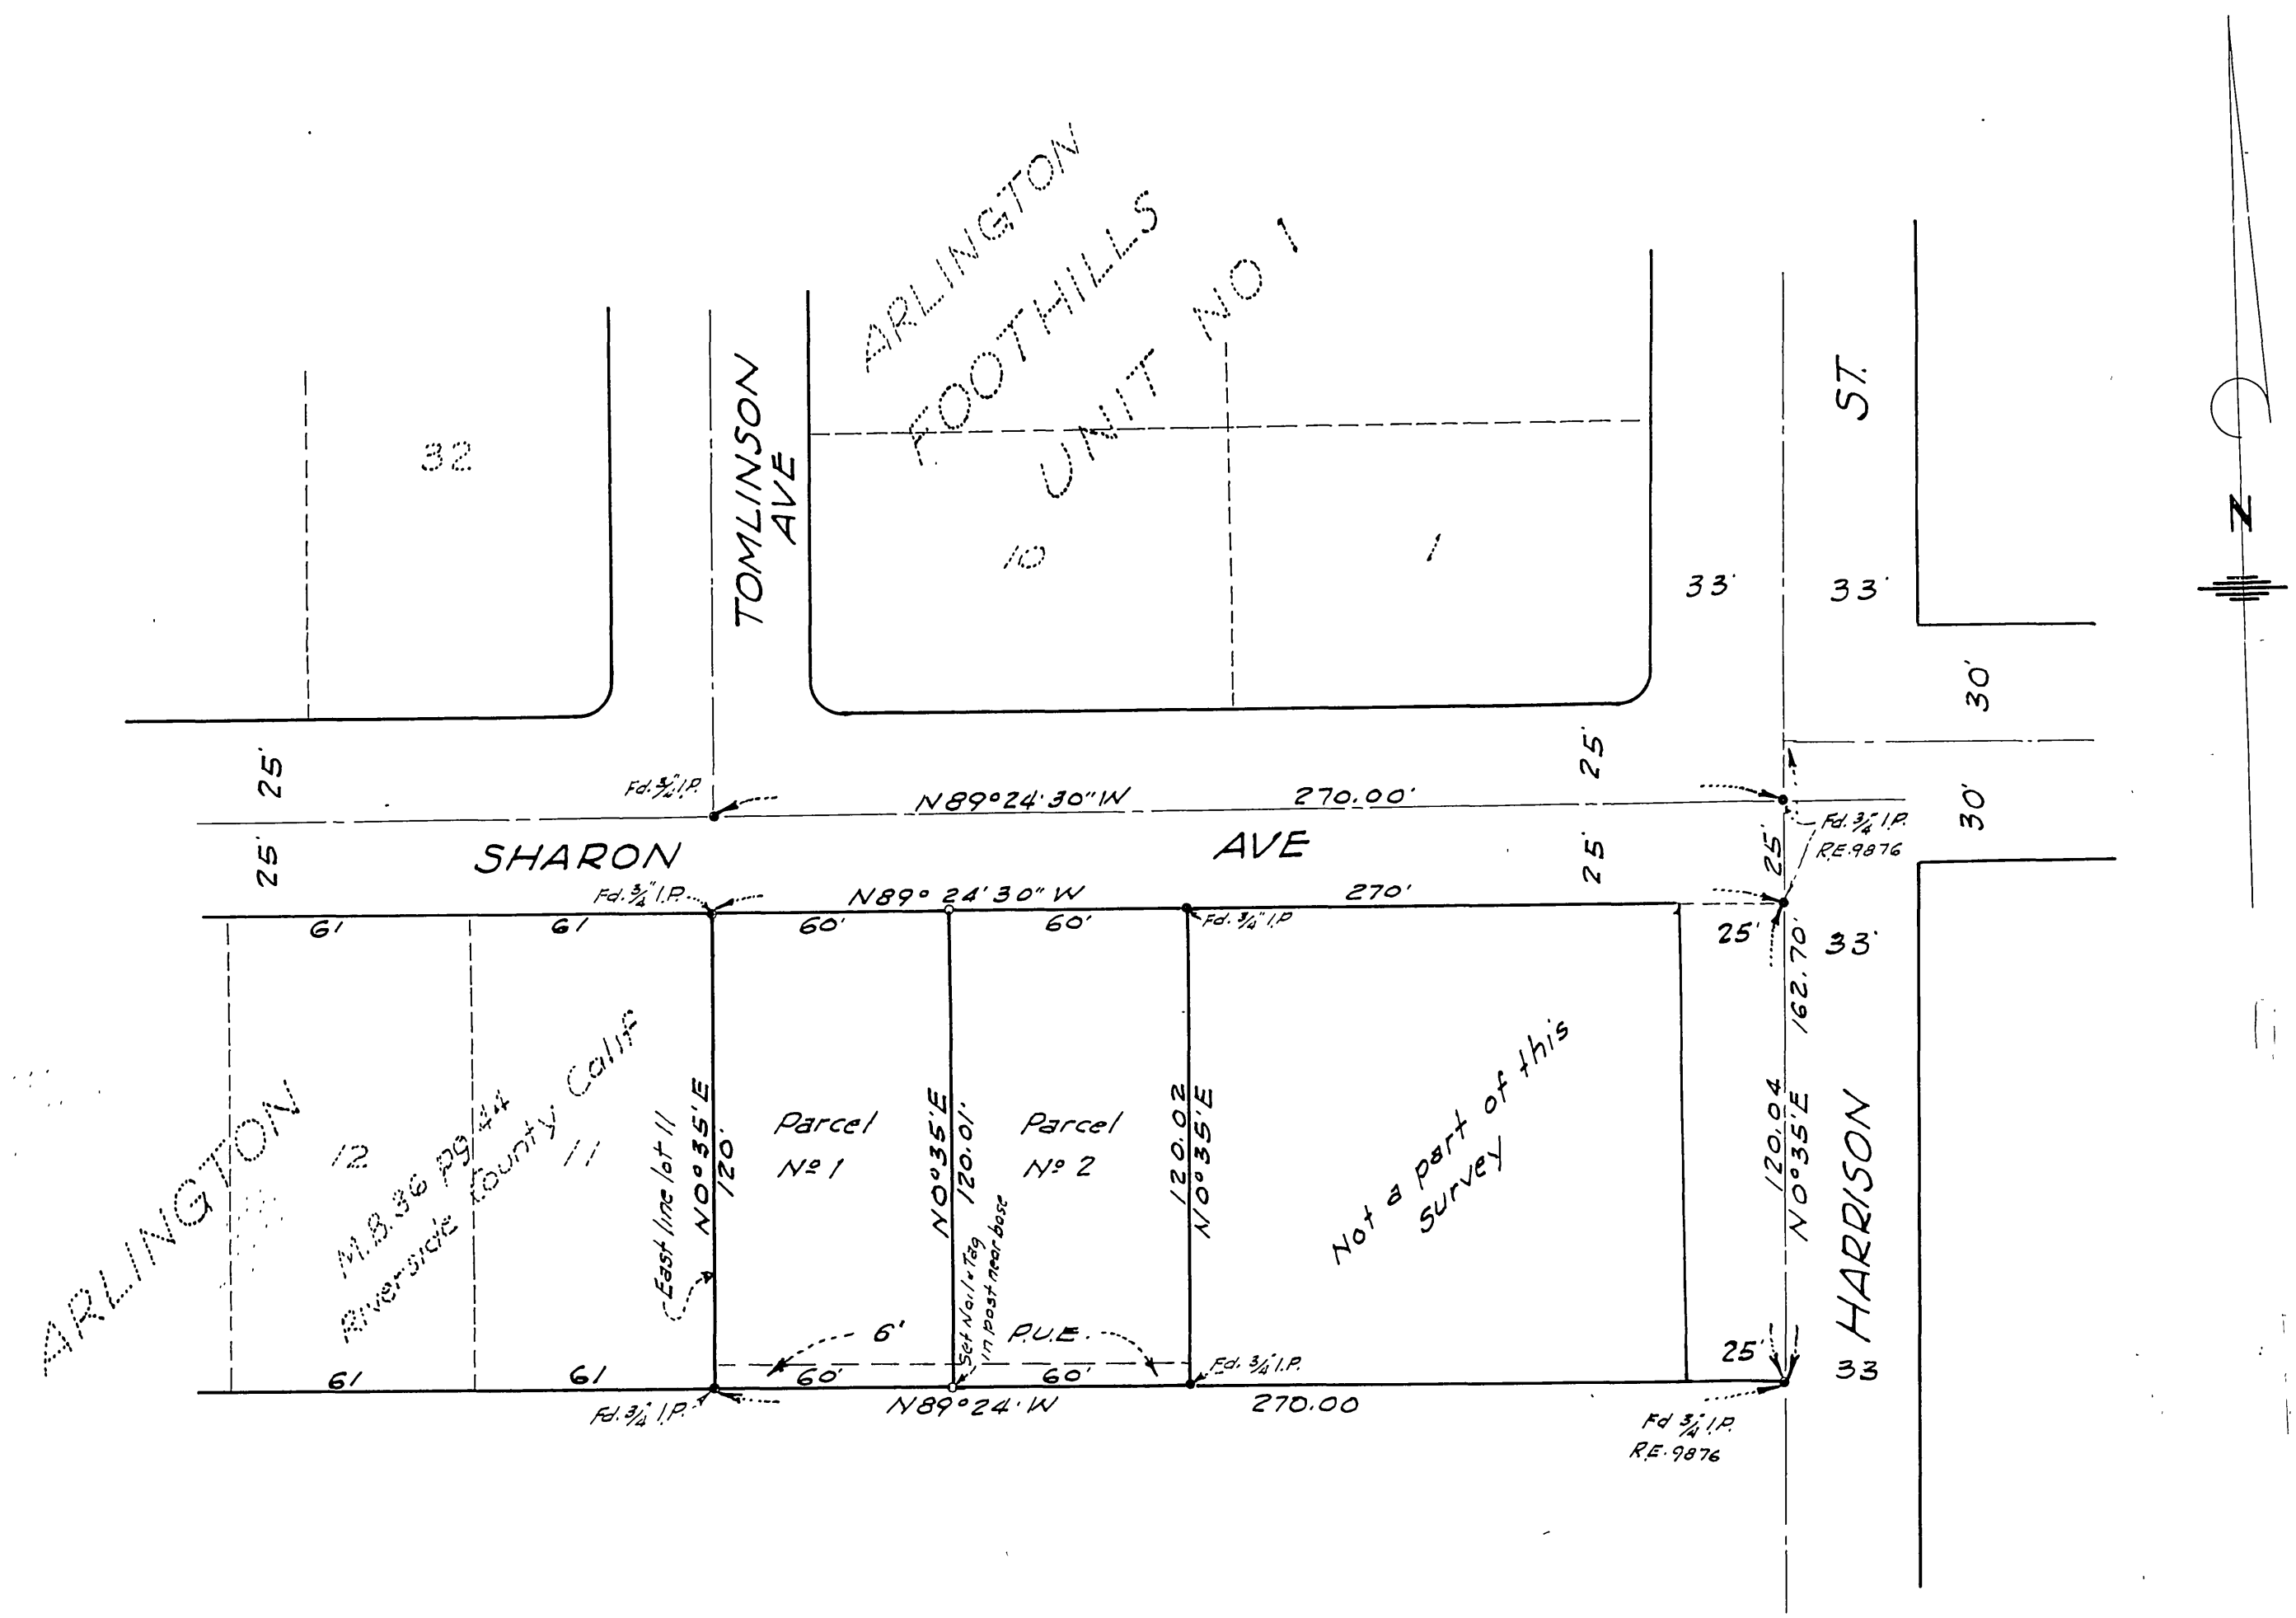 ARLINGTON
FOOTHILLS
UNIT NO 1
TOMLINSON
AVE
ST.
32
10
1
33'
33'
N
30'
30'
25'
25'
25'
25'
25'
Fd. 3/4" I.P.
N89°24'30"W 270.00'
Fd. 3/4" I.P.
R.E. 9876
SHARON AVE
Fd. 3/4" I.P.
N89° 24' 30" W 270'
61 61 60' 60'
Fd. 3/4" I.P.
25' 33'
162.70'
ARLINGTON
12
M.B. 36 Pg 44
Riverside County Calif
11
East line lot 11
N0°35'E
120'
Parcel
Nº 1
N0°35'E
120.01'
Set Nail & Tag
in post near base
Parcel
Nº 2
120.02
N0°35'E
Not a part of this
Survey
120.04
N0°35'E
HARRISON
6' P.U.E.
61 61 60' 60'
Fd. 3/4" I.P.
25' 33
Fd. 3/4 I.P.
N89°24'W 270.00
Fd 3/4" I.P.
R.E. 9876